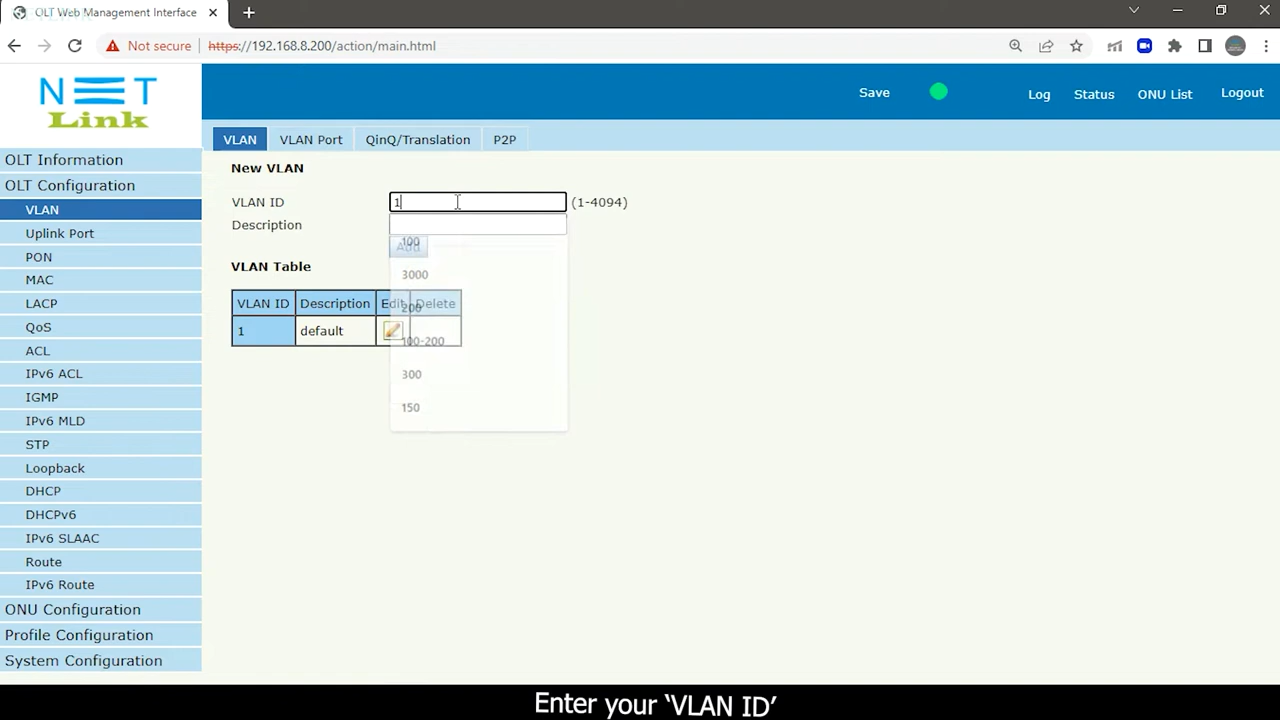 OLT Web Management Interface
Not secure https://192.168.8.200/action/main.html
NET
Link
Save Log Status ONU List Logout
VLAN VLAN Port QinQ/Translation P2P
OLT Information
OLT Configuration
VLAN
Uplink Port
PON
MAC
LACP
QoS
ACL
IPv6 ACL
IGMP
IPv6 MLD
STP
Loopback
DHCP
DHCPv6
IPv6 SLAAC
Route
IPv6 Route
ONU Configuration
Profile Configuration
System Configuration
New VLAN
VLAN ID 1 (1-4094)
Description
Add
100
3000
200
100-200
300
150
VLAN Table
VLAN ID Description Edit Delete
1 default
Enter your ‘VLAN ID’